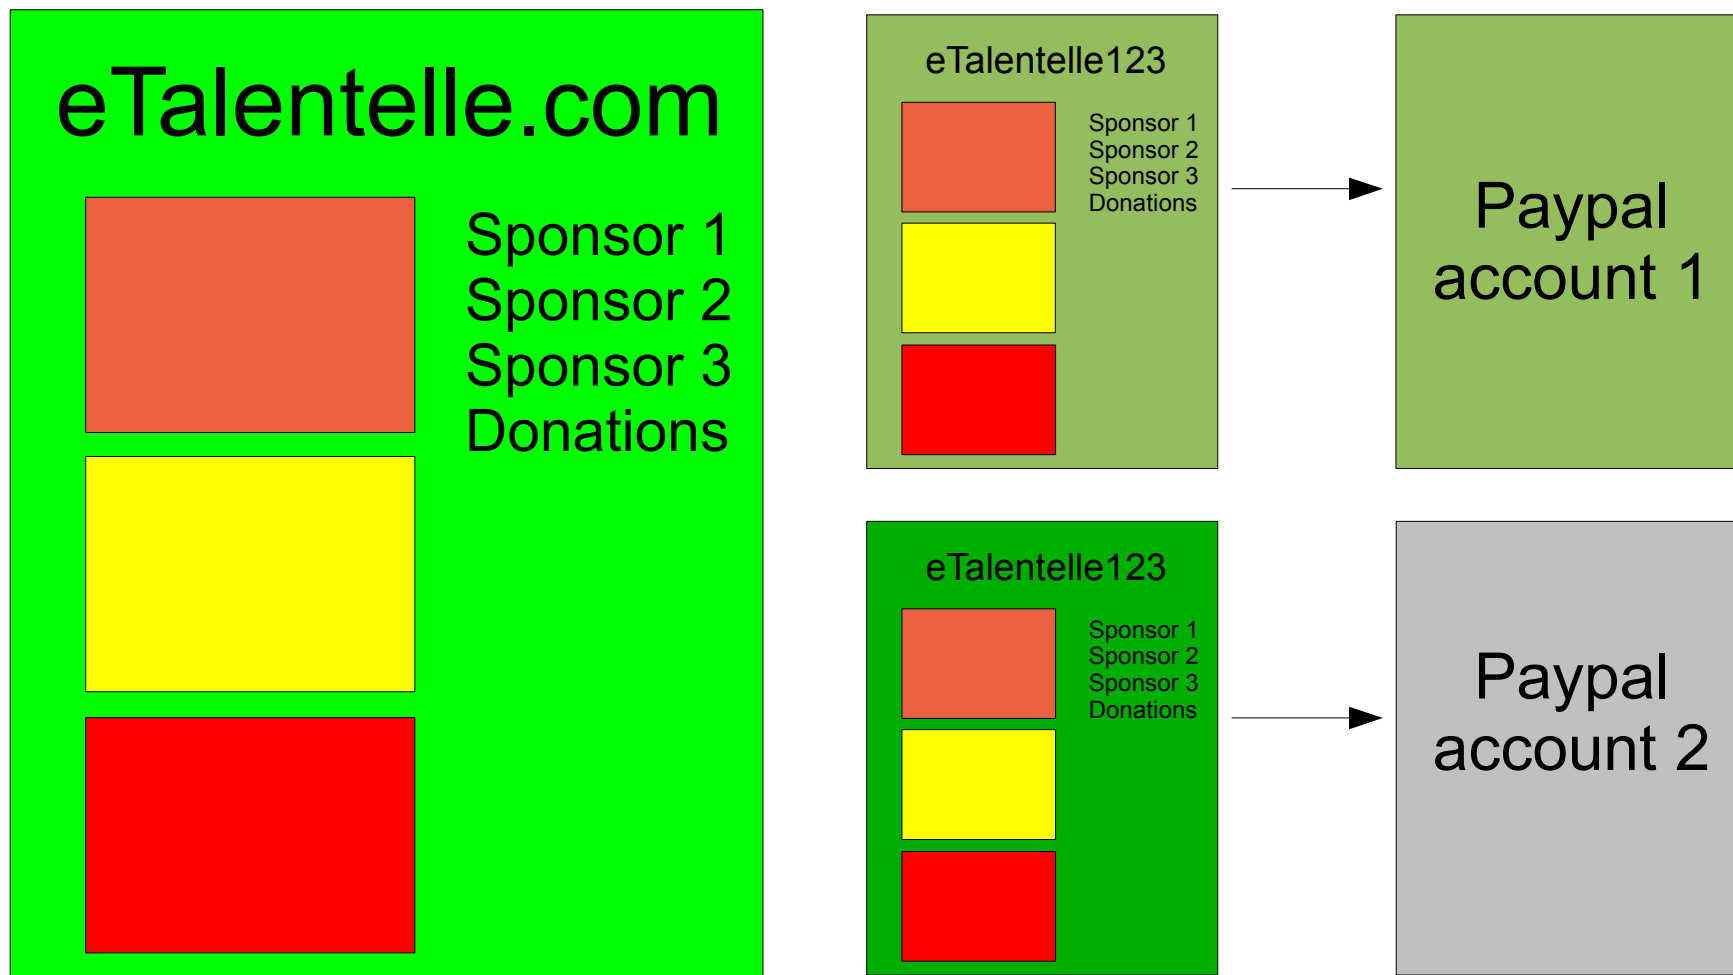 eTalentelle.com
Sponsor 1
Sponsor 2
Sponsor 3
Donations
eTalentelle123
Sponsor 1
Sponsor 2
Sponsor 3
Donations
Paypal
account 1
eTalentelle123
Sponsor 1
Sponsor 2
Sponsor 3
Donations
Paypal
account 2